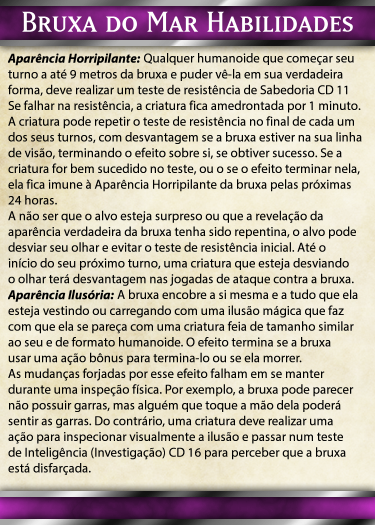 Bruxa do Mar Habilidades
Aparência Horripilante: Qualquer humanoide que começar seu
turno a até 9 metros da bruxa e puder vê-la em sua verdadeira
forma, deve realizar um teste de resistência de Sabedoria CD 11
Se falhar na resistência, a criatura fica amedrontada por 1 minuto.
A criatura pode repetir o teste de resistência no final de cada um
dos seus turnos, com desvantagem se a bruxa estiver na sua linha
de visão, terminando o efeito sobre si, se obtiver sucesso. Se a
criatura for bem sucedido no teste, ou o se o efeito terminar nela,
ela fica imune à Aparência Horripilante da bruxa pelas próximas
24 horas.
A não ser que o alvo esteja surpreso ou que a revelação da
aparência verdadeira da bruxa tenha sido repentina, o alvo pode
desviar seu olhar e evitar o teste de resistência inicial. Até o
início do seu próximo turno, uma criatura que esteja desviando
o olhar terá desvantagem nas jogadas de ataque contra a bruxa.
Aparência Ilusória: A bruxa encobre a si mesma e a tudo que ela
esteja vestindo ou carregando com uma ilusão mágica que faz
com que ela se pareça com uma criatura feia de tamanho similar
ao seu e de formato humanoide. O efeito termina se a bruxa
usar uma ação bônus para termina-lo ou se ela morrer.
As mudanças forjadas por esse efeito falham em se manter
durante uma inspeção física. Por exemplo, a bruxa pode parecer
não possuir garras, mas alguém que toque a mão dela poderá
sentir as garras. Do contrário, uma criatura deve realizar uma
ação para inspecionar visualmente a ilusão e passar num teste
de Inteligência (Investigação) CD 16 para perceber que a bruxa
está disfarçada.